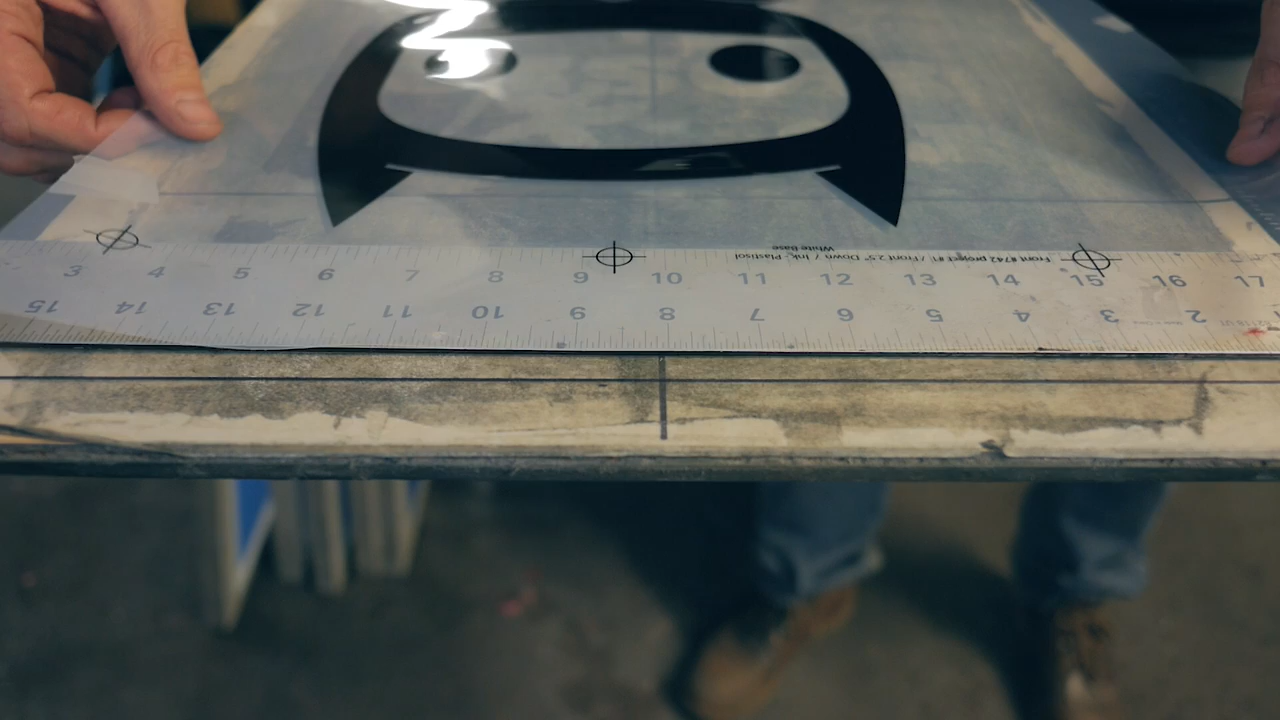 White Base
Front #742 project #1 / Front 2.5" Down / Ink - Plastisol
3 4 5 6 7 8 9 10 11 12 13 14 15 16 17
15 14 13 12 11 10 9 8 7 6 5 4 3 2 1